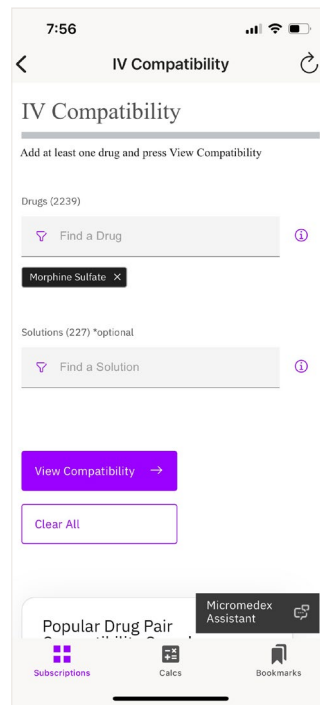 7:56
IV Compatibility
IV Compatibility
Add at least one drug and press View Compatibility
Drugs (2239)
Find a Drug
Morphine Sulfate ×
Solutions (227) *optional
Find a Solution
View Compatibility →
Clear All
Micromedex
Assistant
Popular Drug Pair
Subscriptions
Calcs
Bookmarks